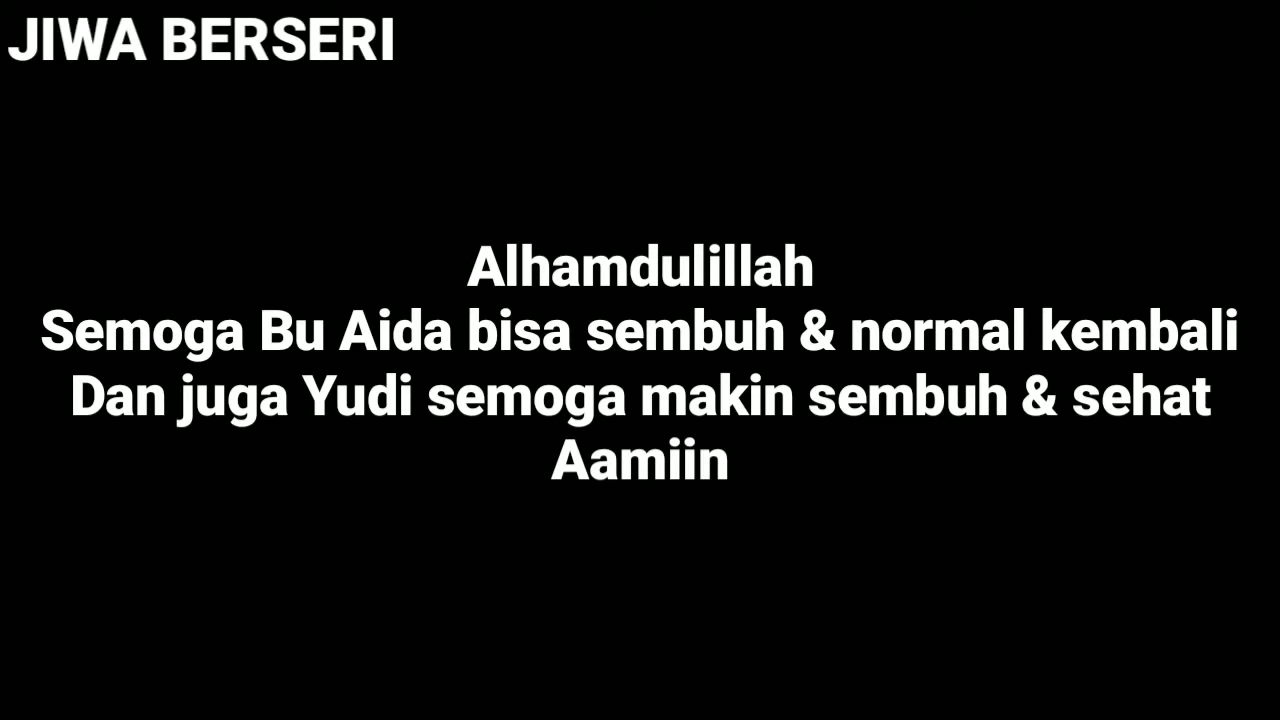 JIWA BERSERI
Alhamdulillah
Semoga Bu Aida bisa sembuh & normal kembali
Dan juga Yudi semoga makin sembuh & sehat
Aamiin